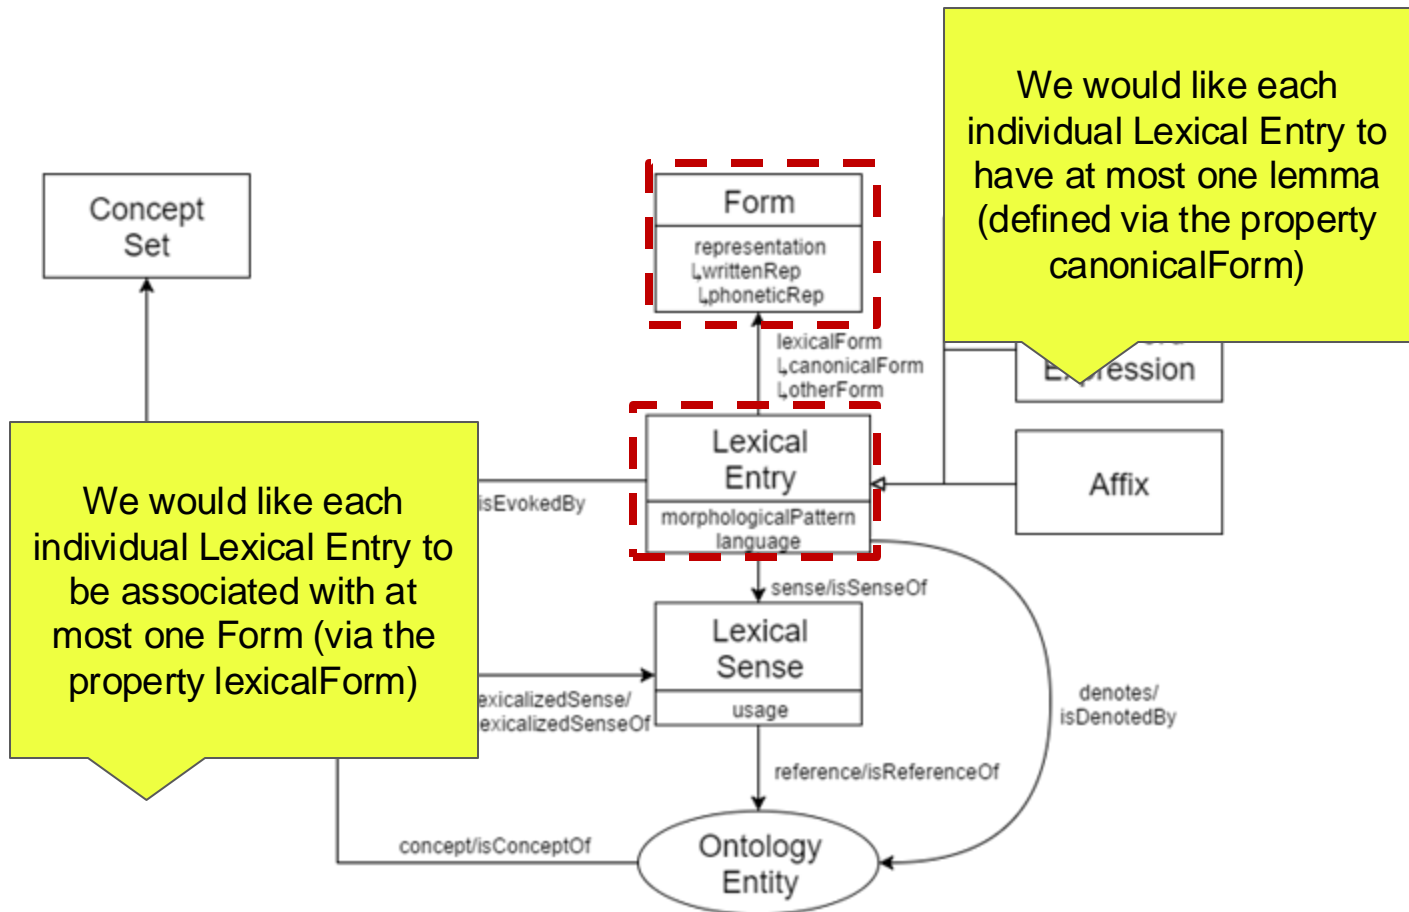 We would like each
individual Lexical Entry to
have at most one lemma
(defined via the property
canonicalForm)
Concept
Set
Form
representation
↳writtenRep
↳phoneticRep
lexicalForm
↳canonicalForm
↳otherForm
Expression
Lexical
Entry
morphologicalPattern
language
Affix
We would like each
individual Lexical Entry to
be associated with at
most one Form (via the
property lexicalForm)
isEvokedBy
sense/isSenseOf
Lexical
Sense
usage
exicalizedSense/
exicalizedSenseOf
denotes/
isDenotedBy
reference/isReferenceOf
concept/isConceptOf
Ontology
Entity